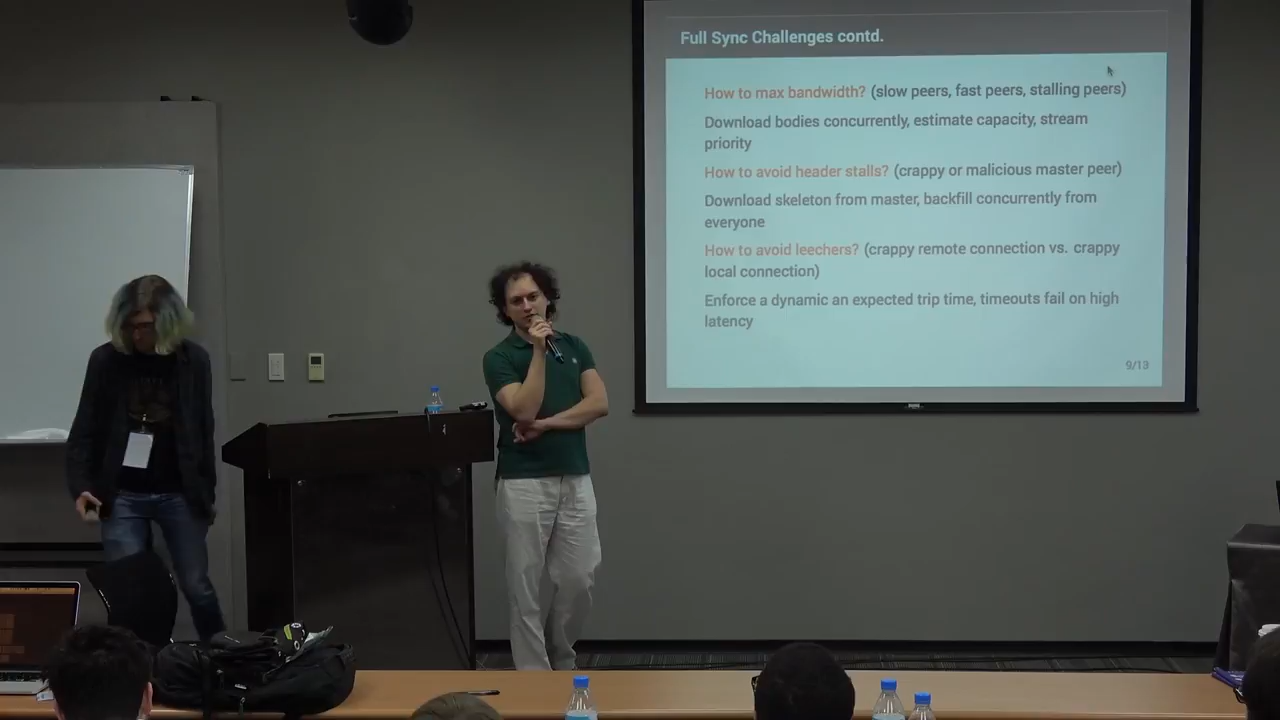 Full Sync Challenges contd.
How to max bandwidth? (slow peers, fast peers, stalling peers)
Download bodies concurrently, estimate capacity, stream
priority
How to avoid header stalls? (crappy or malicious master peer)
Download skeleton from master, backfill concurrently from
everyone
How to avoid leechers? (crappy remote connection vs. crappy
local connection)
Enforce a dynamic an expected trip time, timeouts fail on high
latency
9/13